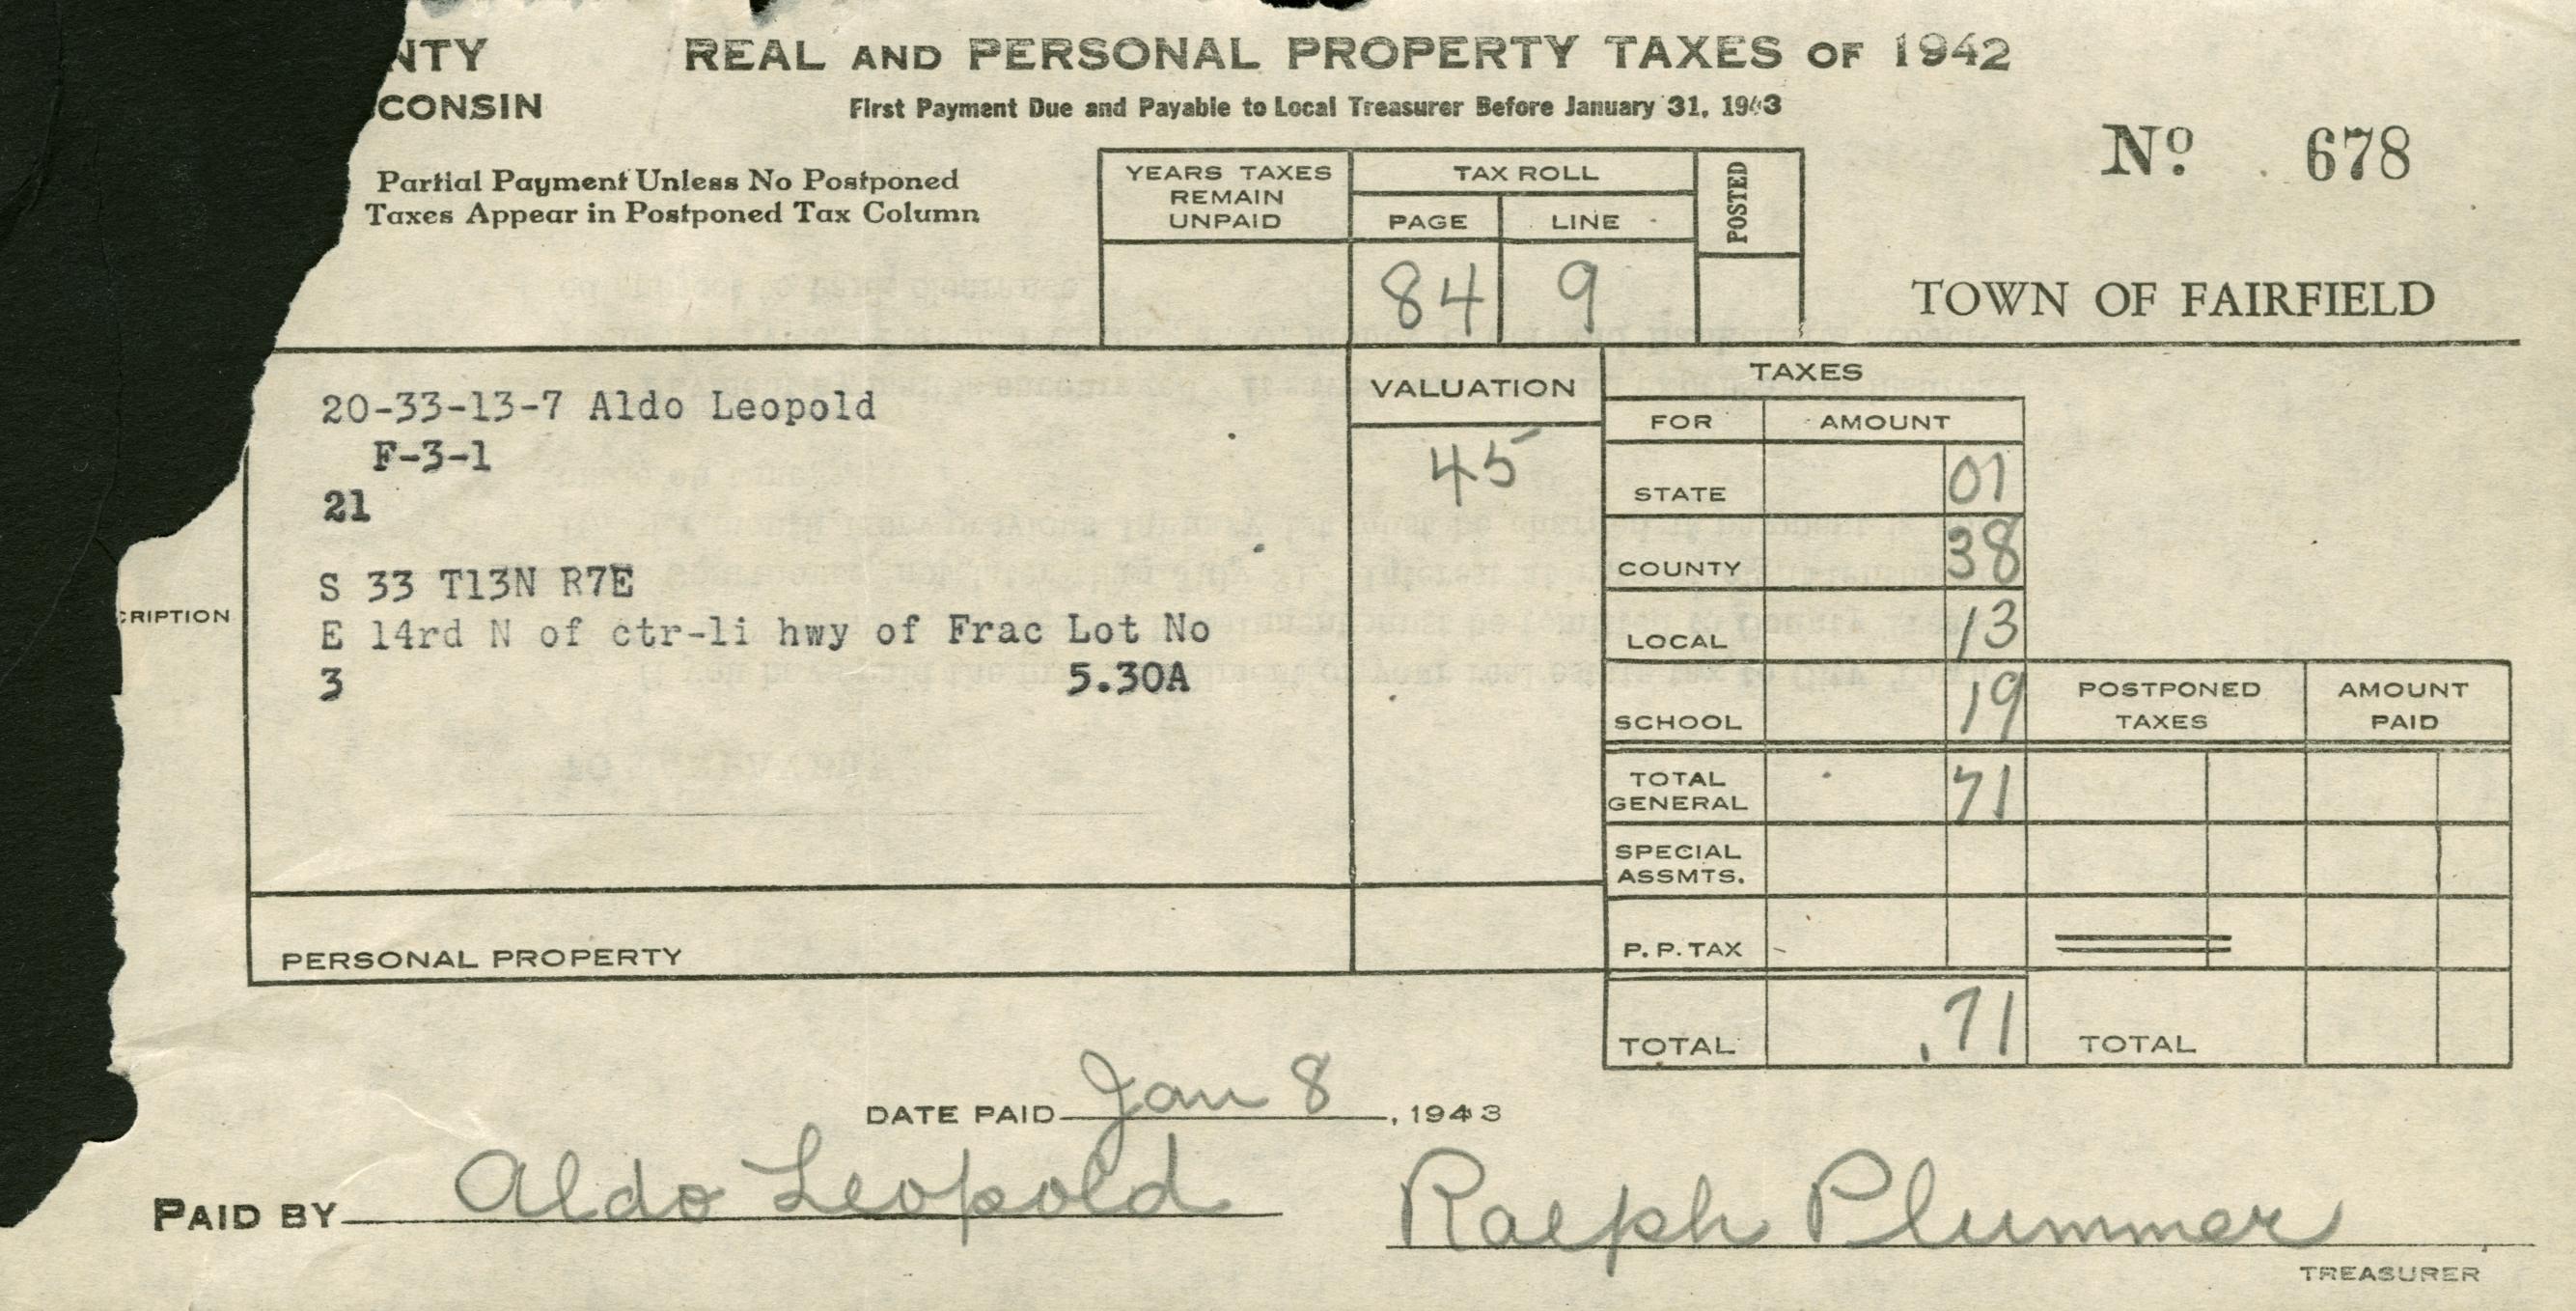 NTY
CONSIN
REAL AND PERSONAL PROPERTY TAXES OF 1942
First Payment Due and Payable to Local Treasurer Before January 31, 1943
Partial Payment Unless No Postponed
Taxes Appear in Postponed Tax Column
YEARS TAXES REMAIN UNPAID
TAX ROLL
PAGE LINE
POSTED
84 9
No. 678
TOWN OF FAIRFIELD
CRIPTION
20-33-13-7 Aldo Leopold
F-3-1
21
S 33 T13N R7E
E 14rd N of ctr-li hwy of Frac Lot No
3 5.30A
PERSONAL PROPERTY
VALUATION
45
TAXES
FOR AMOUNT
STATE 01
COUNTY 38
LOCAL 13
SCHOOL 19
POSTPONED TAXES
AMOUNT PAID
TOTAL GENERAL 71
SPECIAL ASSMTS.
P. P. TAX
TOTAL .71 TOTAL
DATE PAID Jan 8, 1943
PAID BY Aldo Leopold
Ralph Plummer
TREASURER